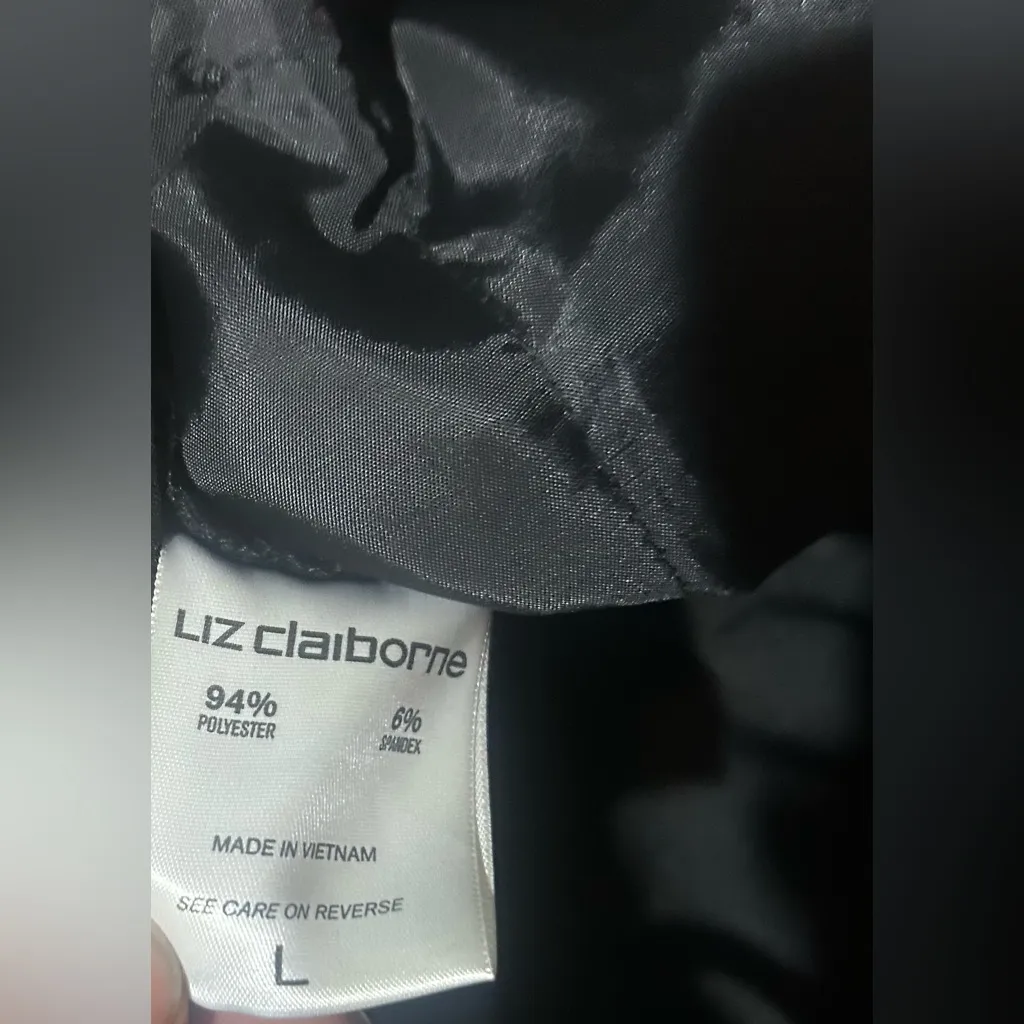 LIZ claiborne
94% 6%
POLYESTER SPANDEX
MADE IN VIETNAM
SEE CARE ON REVERSE
L